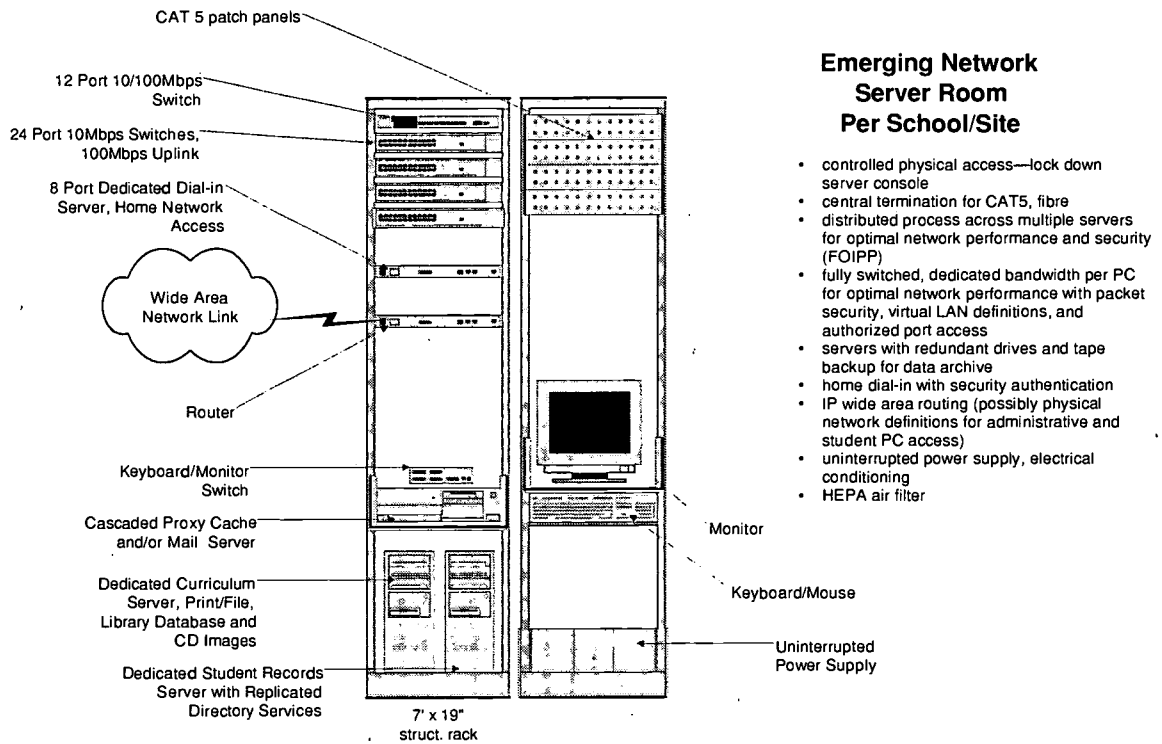 CAT 5 patch panels
12 Port 10/100Mbps
Switch
24 Port 10Mbps Switches,
100Mbps Uplink
8 Port Dedicated Dial-in
Server, Home Network
Access
Wide Area
Network Link
Router
Keyboard/Monitor
Switch
Cascaded Proxy Cache
and/or Mail Server
Dedicated Curriculum
Server, Print/File,
Library Database and
CD Images
Dedicated Student Records
Server with Replicated
Directory Services
7' x 19"
struct. rack
Monitor
Keyboard/Mouse
Uninterrupted
Power Supply
Emerging Network
Server Room
Per School/Site
• controlled physical access—lock down
server console
• central termination for CAT5, fibre
• distributed process across multiple servers
for optimal network performance and security
(FOIPP)
• fully switched, dedicated bandwidth per PC
for optimal network performance with packet
security, virtual LAN definitions, and
authorized port access
• servers with redundant drives and tape
backup for data archive
• home dial-in with security authentication
• IP wide area routing (possibly physical
network definitions for administrative and
student PC access)
• uninterrupted power supply, electrical
conditioning
• HEPA air filter